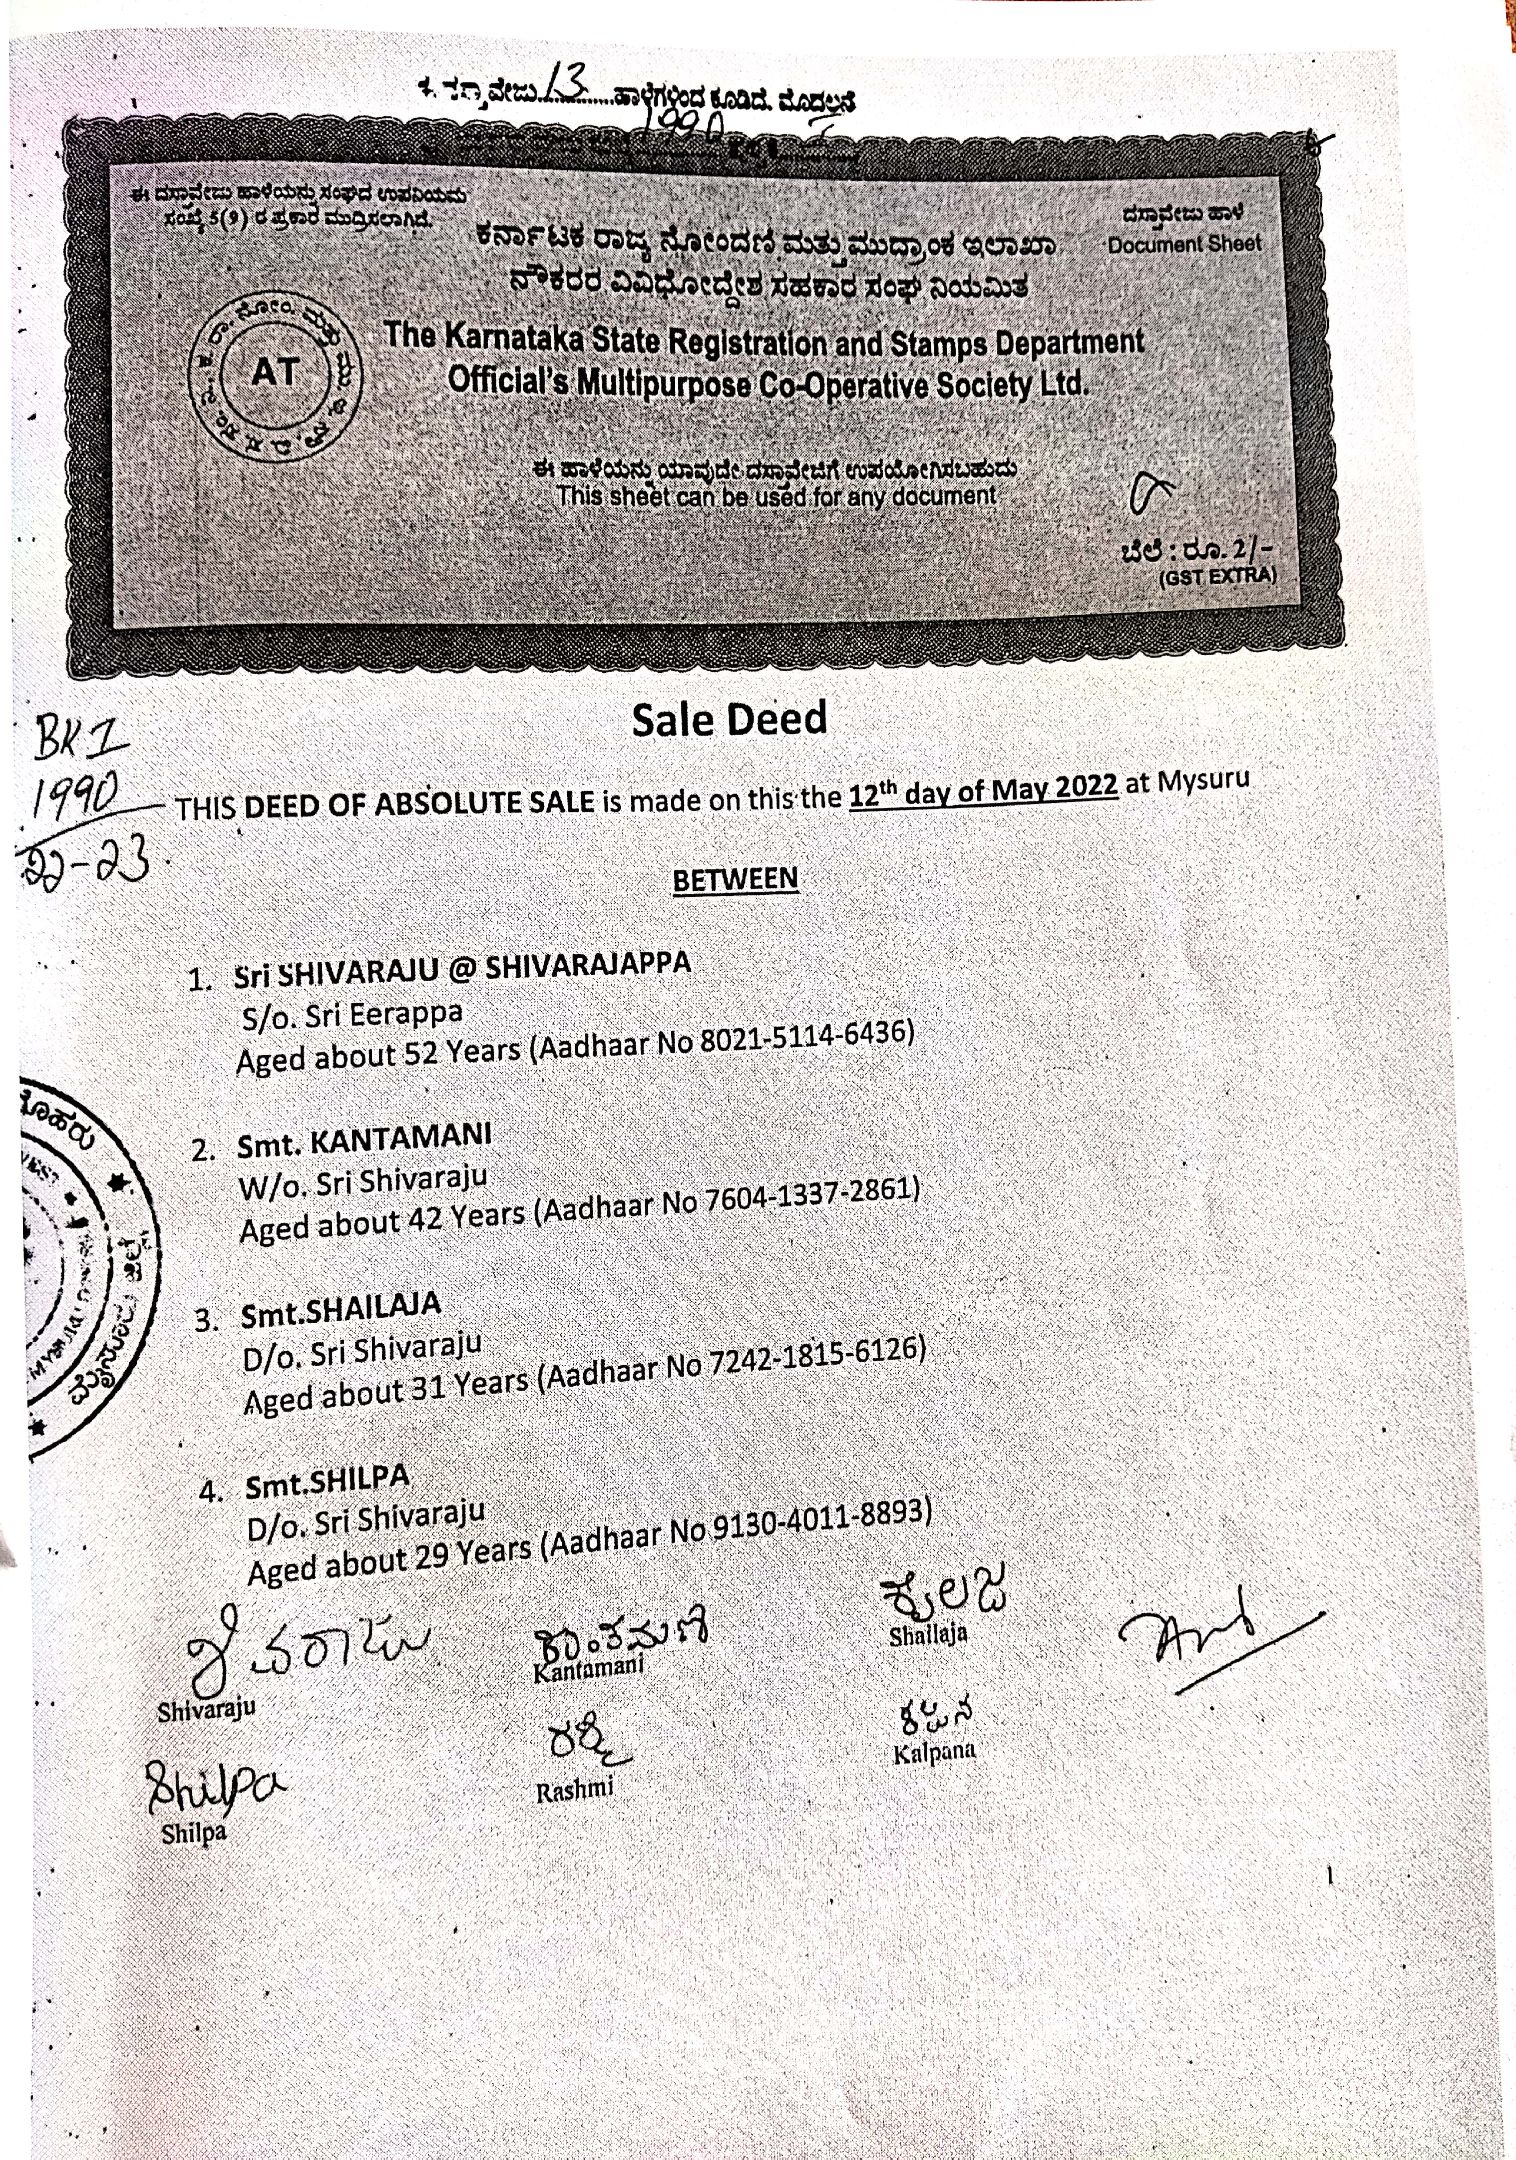 ಈ ದಸ್ತಾವೇಜು 13 ಹಾಳೆಗಳಿಂದ ಕೂಡಿದೆ. ಮೊದಲನೆ
1990
ಈ ದಸ್ತಾವೇಜು ಹಾಳೆಯನ್ನು ಸಂಘದ ಉಪನಿಯಮ
ಸಂಖ್ಯೆ 5(9) ರ ಪ್ರಕಾರ ಮುದ್ರಿಸಲಾಗಿದೆ.
ದಸ್ತಾವೇಜು ಹಾಳೆ
Document Sheet
ಕರ್ನಾಟಕ ರಾಜ್ಯ ನೋಂದಣಿ ಮತ್ತು ಮುದ್ರಾಂಕ ಇಲಾಖಾ
ನೌಕರರ ವಿವಿಧೋದ್ದೇಶ ಸಹಕಾರ ಸಂಘ ನಿಯಮಿತ
The Karnataka State Registration and Stamps Department
Official's Multipurpose Co-Operative Society Ltd.
AT
ಈ ಹಾಳೆಯನ್ನು ಯಾವುದೇ ದಸ್ತಾವೇಜಿಗೆ ಉಪಯೋಗಿಸಬಹುದು
This sheet can be used for any document
ಬೆಲೆ : ರೂ. 2/-
(GST EXTRA)
Sale Deed
BK 1
1990
22-23
THIS DEED OF ABSOLUTE SALE is made on this the 12th day of May 2022 at Mysuru
BETWEEN
1. Sri SHIVARAJU @ SHIVARAJAPPA
S/o. Sri Eerappa
Aged about 52 Years (Aadhaar No 8021-5114-6436)
2. Smt. KANTAMANI
W/o. Sri Shivaraju
Aged about 42 Years (Aadhaar No 7604-1337-2861)
3. Smt.SHAILAJA
D/o. Sri Shivaraju
Aged about 31 Years (Aadhaar No 7242-1815-6126)
4. Smt.SHILPA
D/o. Sri Shivaraju
Aged about 29 Years (Aadhaar No 9130-4011-8893)
ಶಿವರಾಜು ಕಾಂತಮಣಿ ಶೈಲಜ
Shivaraju Kantamani Shailaja
Shilpa ರಶ್ಮಿ ಕಲ್ಪನ
Shilpa Rashmi Kalpana
1